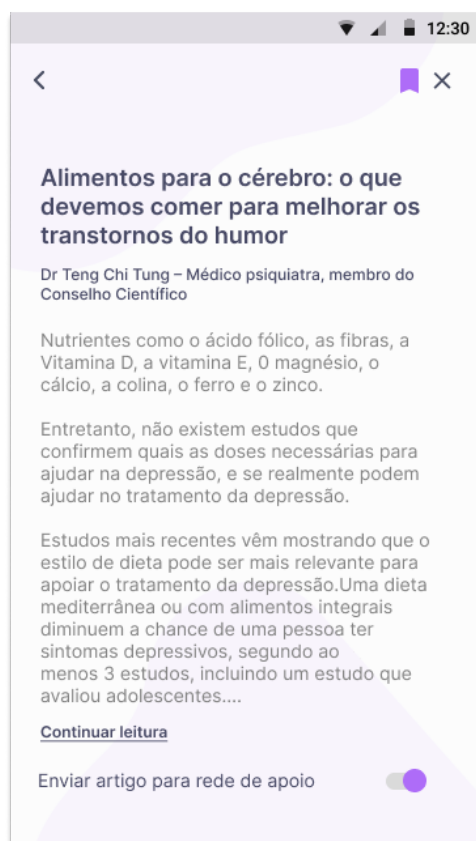 12:30
Alimentos para o cérebro: o que
devemos comer para melhorar os
transtornos do humor
Dr Teng Chi Tung – Médico psiquiatra, membro do
Conselho Científico
Nutrientes como o ácido fólico, as fibras, a
Vitamina D, a vitamina E, 0 magnésio, o
cálcio, a colina, o ferro e o zinco.
Entretanto, não existem estudos que
confirmem quais as doses necessárias para
ajudar na depressão, e se realmente podem
ajudar no tratamento da depressão.
Estudos mais recentes vêm mostrando que o
estilo de dieta pode ser mais relevante para
apoiar o tratamento da depressão.Uma dieta
mediterrânea ou com alimentos integrais
diminuem a chance de uma pessoa ter
sintomas depressivos, segundo ao
menos 3 estudos, incluindo um estudo que
avaliou adolescentes....
Continuar leitura
Enviar artigo para rede de apoio